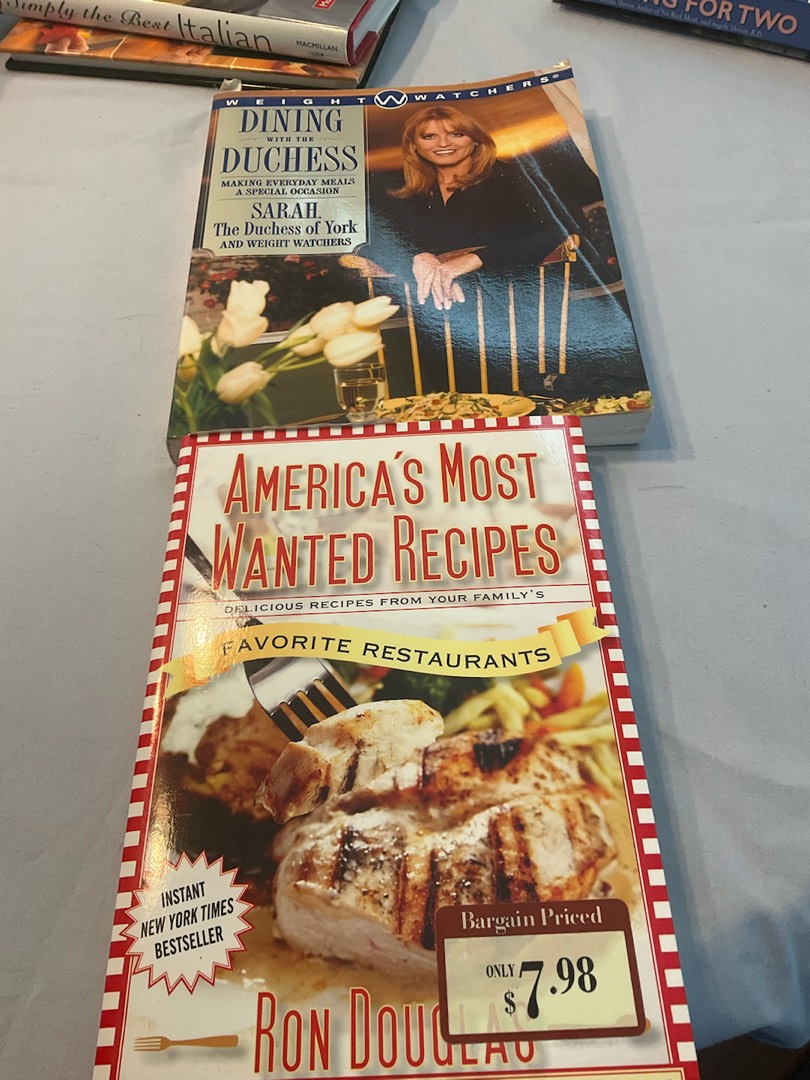 Simply the Best Italian
MACMILLAN
USA
NG FOR TWO
WEIGHT WATCHERS®
DINING
WITH THE
DUCHESS
MAKING EVERYDAY MEALS
A SPECIAL OCCASION
SARAH,
The Duchess of York
AND WEIGHT WATCHERS
AMERICA'S MOST
WANTED RECIPES
DELICIOUS RECIPES FROM YOUR FAMILY'S
FAVORITE RESTAURANTS
INSTANT
NEW YORK TIMES
BESTSELLER
Bargain Priced
ONLY
$7.98
RON DOUGLAS